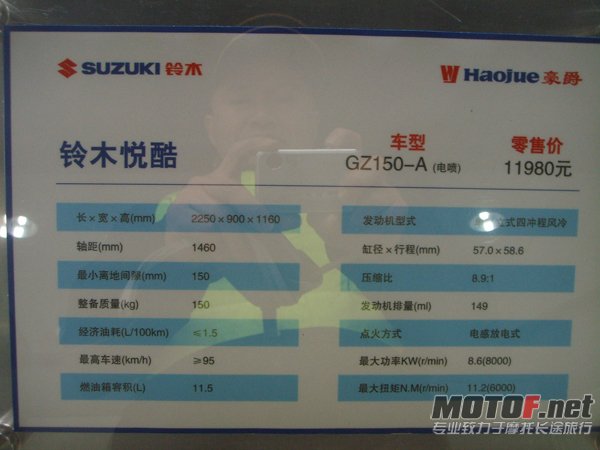 SUZUKI 铃木
Haojue 豪爵
铃木悦酷
车型
GZ150-A (电喷)
零售价
11980元
长×宽×高(mm) 2250×900×1160
轴距(mm) 1460
最小离地间隙(mm) 150
整备质量(kg) 150
经济油耗(L/100km) ≤1.5
最高车速(km/h) ≥95
燃油箱容积(L) 11.5
发动机型式 式四冲程风冷
缸径×行程(mm) 57.0×58.6
压缩比 8.9:1
发动机排量(ml) 149
点火方式 电感放电式
最大功率KW(r/min) 8.6(8000)
最大扭矩N.M(r/min) 11.2(6000)
MOTOF.net
专业致力于摩托长途旅行